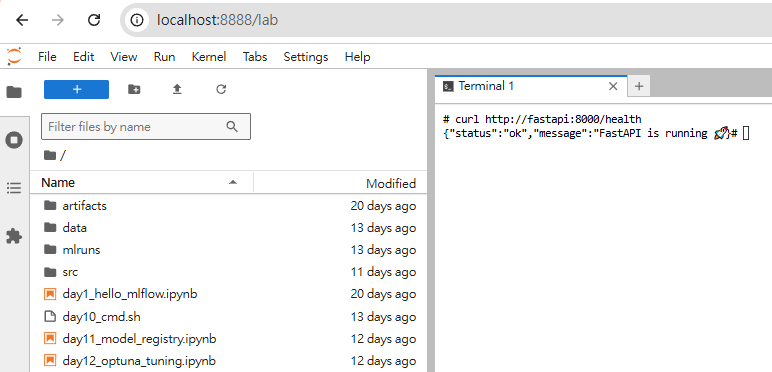 localhost:8888/lab
File Edit View Run Kernel Tabs Settings Help
Terminal 1
Filter files by name
/
Name Modified
artifacts 20 days ago
data 13 days ago
mlruns 13 days ago
src 11 days ago
day1_hello_mlflow.ipynb 20 days ago
day10_cmd.sh 13 days ago
day11_model_registry.ipynb 12 days ago
day12_optuna_tuning.ipynb 12 days ago
# curl http://fastapi:8000/health
{"status":"ok","message":"FastAPI is running 🚀}#